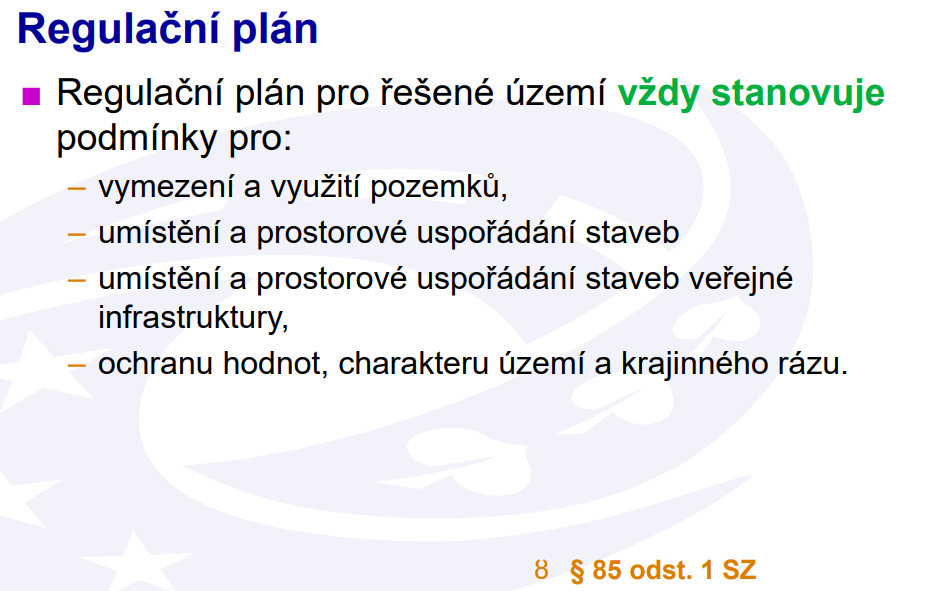 Regulační plán
Regulační plán pro řešené území vždy stanovuje
podmínky pro:
– vymezení a využití pozemků,
– umístění a prostorové uspořádání staveb
– umístění a prostorové uspořádání staveb veřejné
infrastruktury,
– ochranu hodnot, charakteru území a krajinného rázu.
8 § 85 odst. 1 SZ